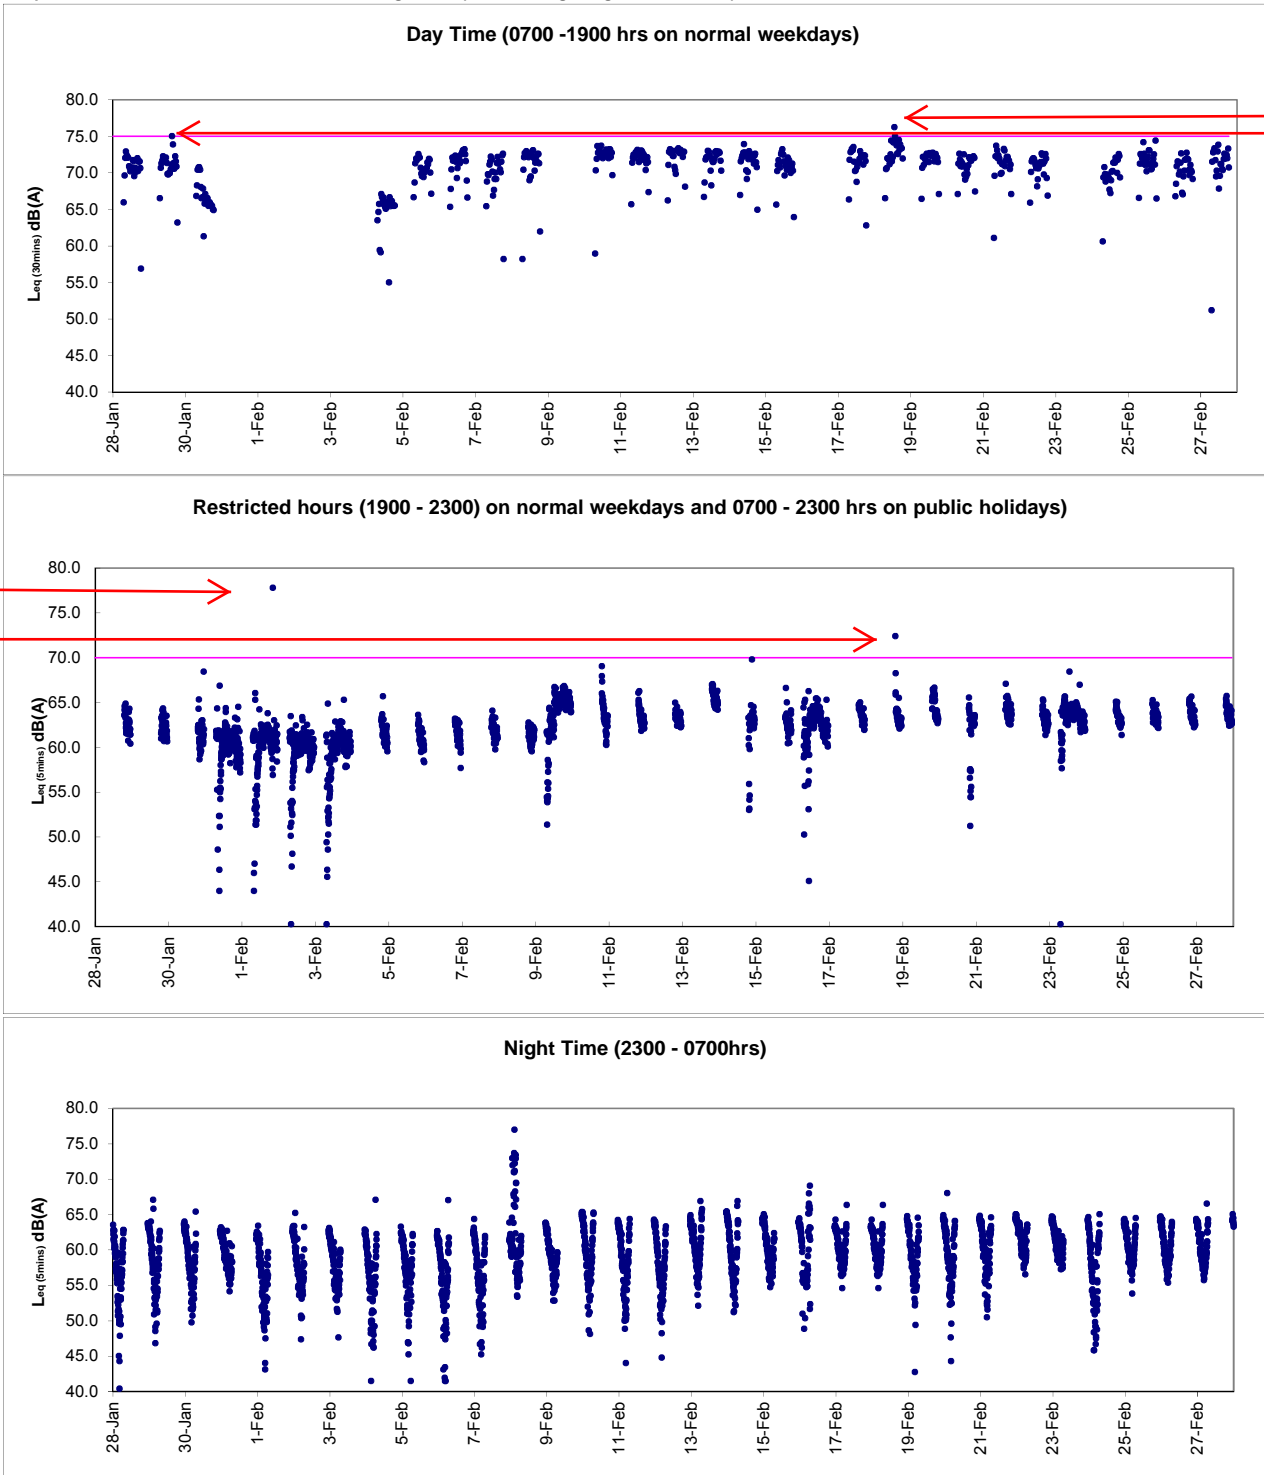 Day Time (0700 -1900 hrs on normal weekdays)
80.0
75.0
70.0
65.0
60.0
55.0
50.0
45.0
40.0
Leq (30mins) dB(A)
28-Jan
30-Jan
1-Feb
3-Feb
5-Feb
7-Feb
9-Feb
11-Feb
13-Feb
15-Feb
17-Feb
19-Feb
21-Feb
23-Feb
25-Feb
27-Feb
Restricted hours (1900 - 2300) on normal weekdays and 0700 - 2300 hrs on public holidays)
80.0
75.0
70.0
65.0
60.0
55.0
50.0
45.0
40.0
Leq (5mins) dB(A)
28-Jan
30-Jan
1-Feb
3-Feb
5-Feb
7-Feb
9-Feb
11-Feb
13-Feb
15-Feb
17-Feb
19-Feb
21-Feb
23-Feb
25-Feb
27-Feb
Night Time (2300 - 0700hrs)
80.0
75.0
70.0
65.0
60.0
55.0
50.0
45.0
40.0
Leq (5mins) dB(A)
28-Jan
30-Jan
1-Feb
3-Feb
5-Feb
7-Feb
9-Feb
11-Feb
13-Feb
15-Feb
17-Feb
19-Feb
21-Feb
23-Feb
25-Feb
27-Feb